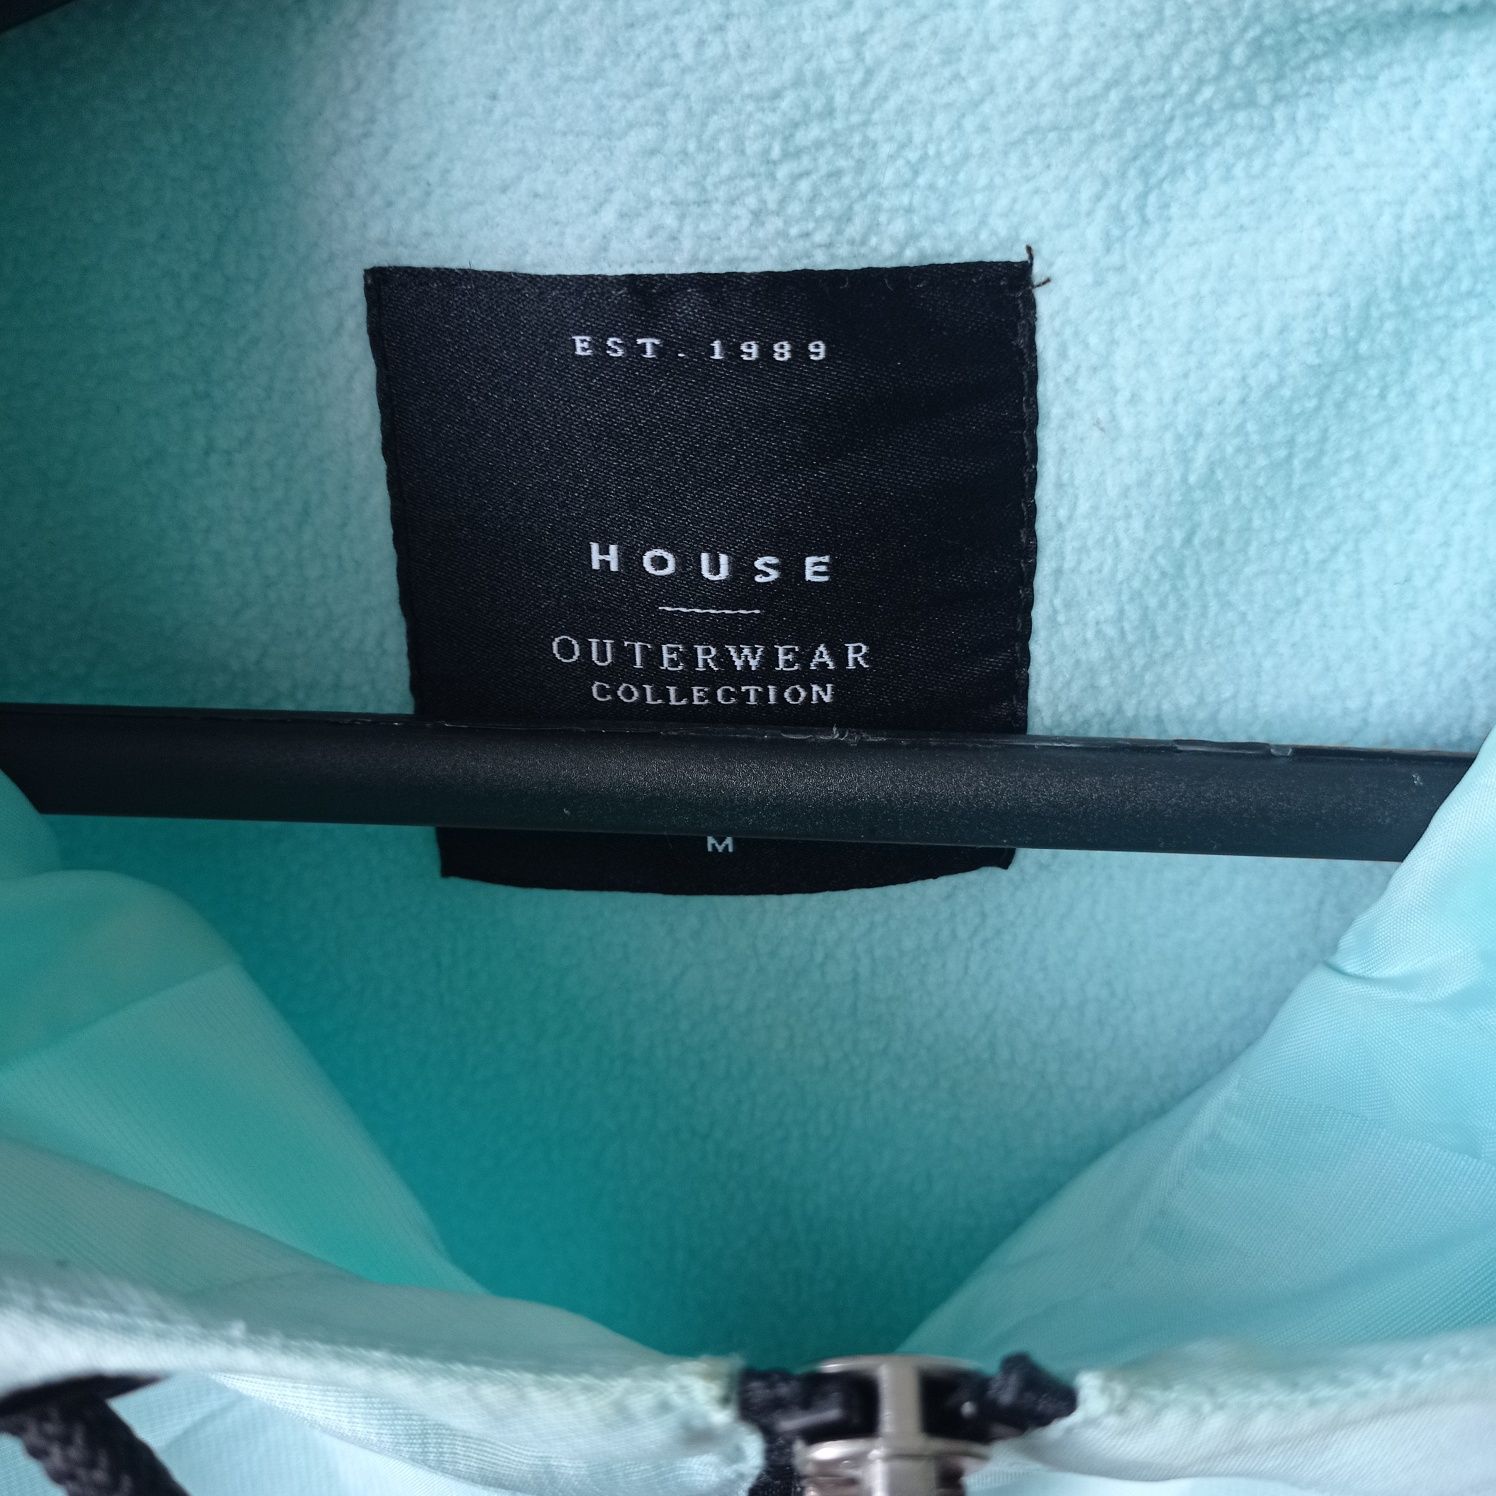 EST. 1989
HOUSE
OUTERWEAR
COLLECTION
M